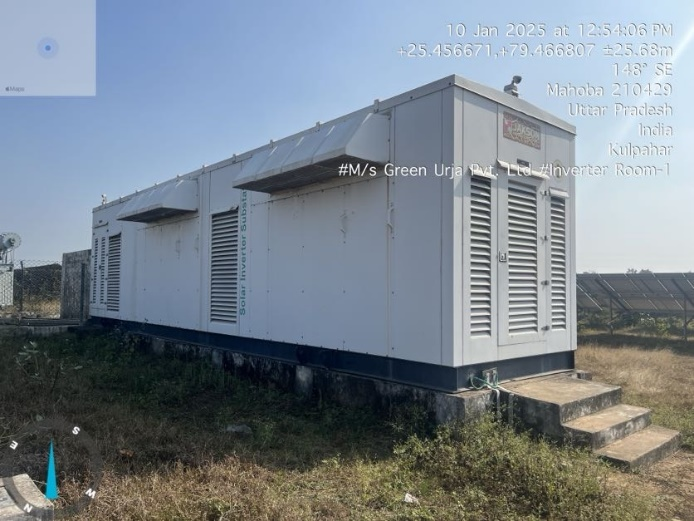 10 Jan 2025 at 12:54:06 PM
+25.456671,+79.466807 ±25.68m
148° SE
Mahoba 210429
Uttar Pradesh
India
Kulpahar
#M/s Green Urja Pvt. Ltd #Inverter Room-1
Solar Inverter Substa
Maps
S
E
N